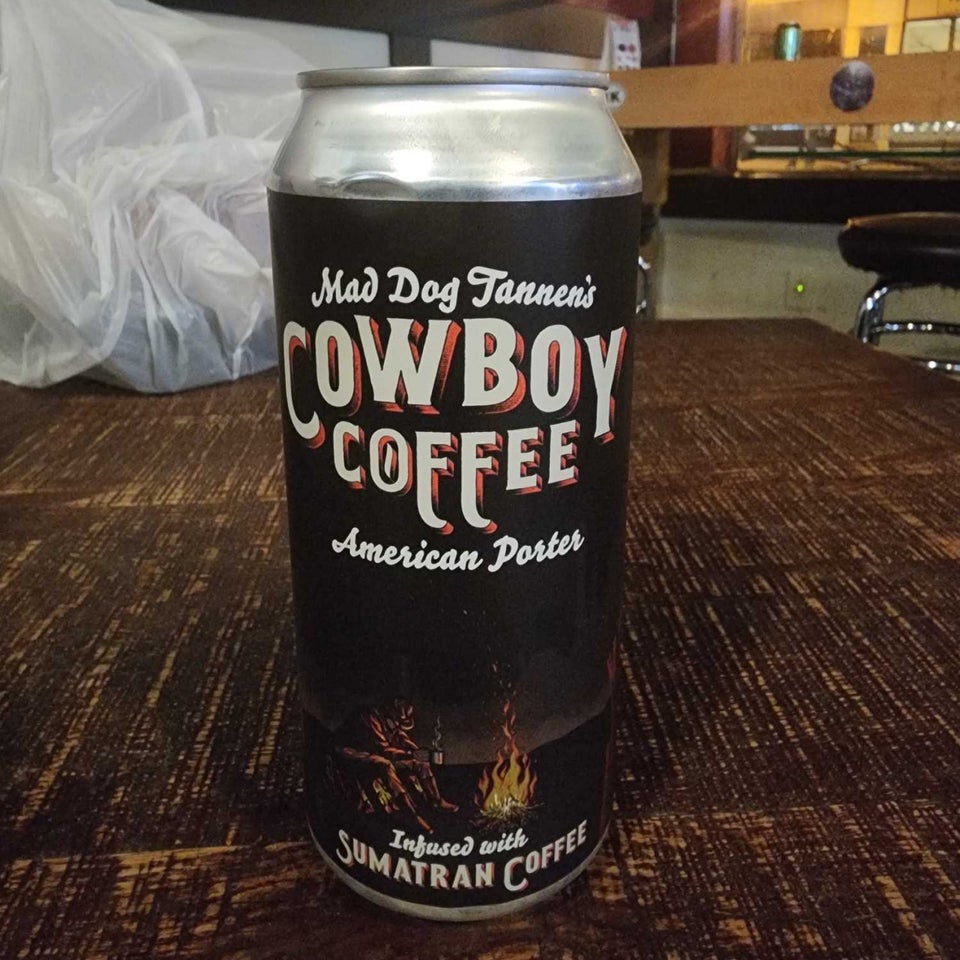 Mad Dog Tannen's
COWBOY
COFFEE
American Porter
Infused with
SUMATRAN COFFEE